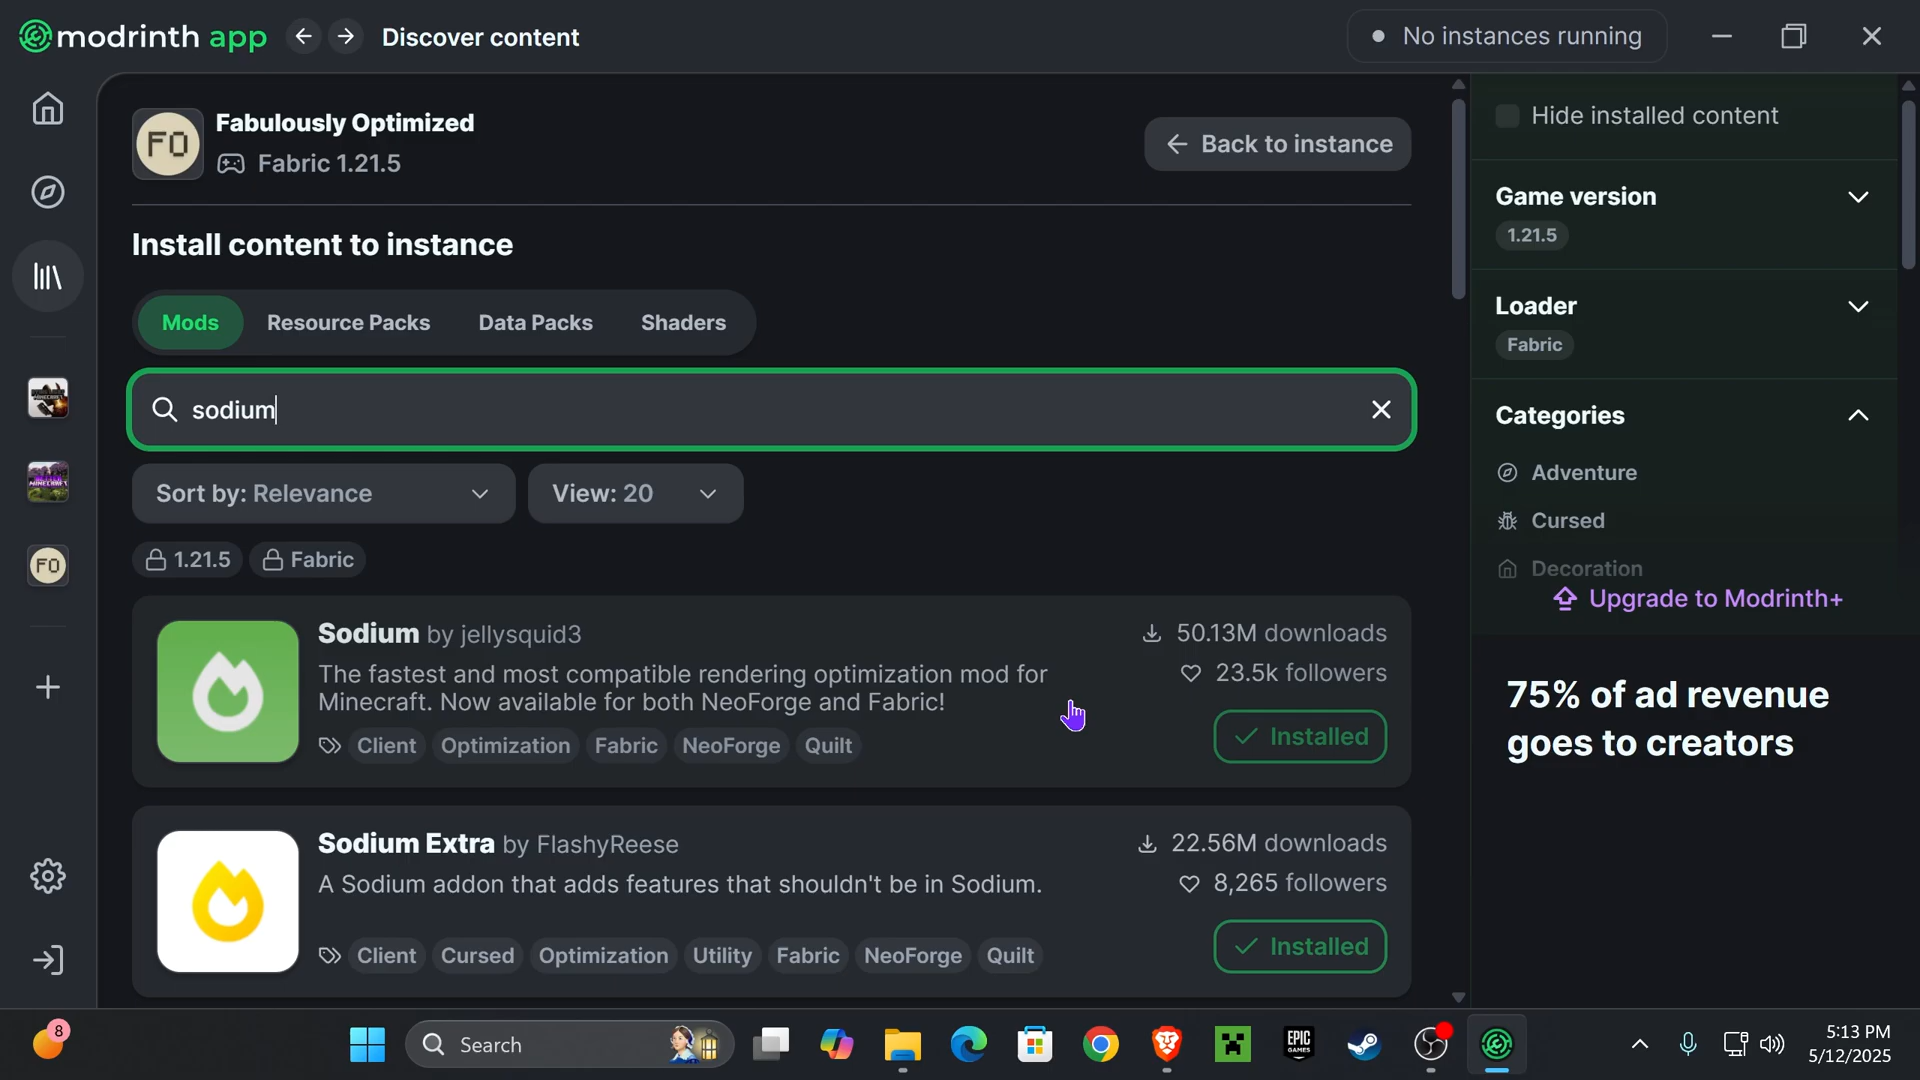 modrinth app
Discover content
No instances running
FO
Fabulously Optimized
Fabric 1.21.5
Back to instance
Install content to instance
Mods
Resource Packs
Data Packs
Shaders
sodium
Sort by: Relevance
View: 20
1.21.5
Fabric
Sodium by jellysquid3
The fastest and most compatible rendering optimization mod for
Minecraft. Now available for both NeoForge and Fabric!
Client
Optimization
Fabric
NeoForge
Quilt
50.13M downloads
23.5k followers
Installed
Sodium Extra by FlashyReese
A Sodium addon that adds features that shouldn't be in Sodium.
Client
Cursed
Optimization
Utility
Fabric
NeoForge
Quilt
22.56M downloads
8,265 followers
Installed
Hide installed content
Game version
1.21.5
Loader
Fabric
Categories
Adventure
Cursed
Decoration
Upgrade to Modrinth+
75% of ad revenue
goes to creators
FO
8
Search
EPIC
GAMES
5:13 PM
5/12/2025